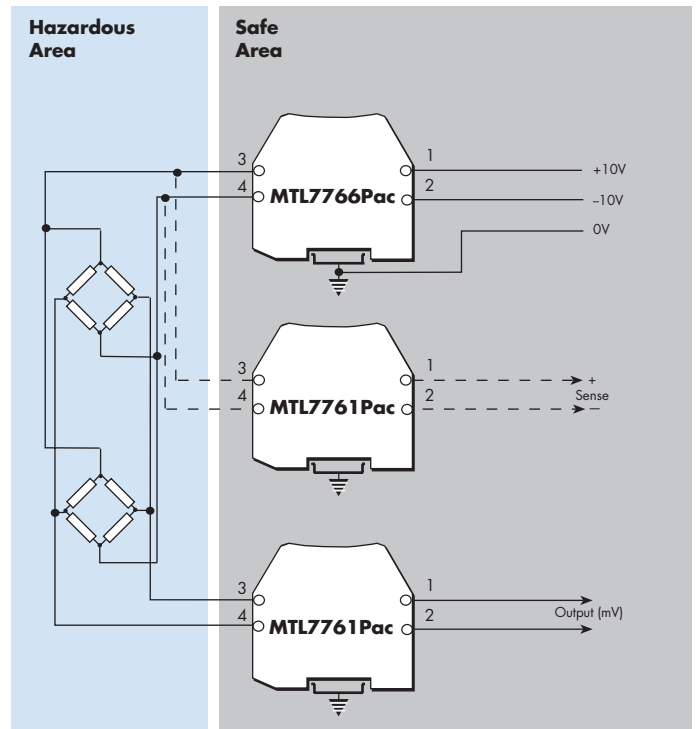 Hazardous
Area
Safe
Area
3
1
+10V
4
MTL7766Pac
2
–10V
0V
3
1
+
Sense
4
MTL7761Pac
2
–
3
1
Output (mV)
4
MTL7761Pac
2